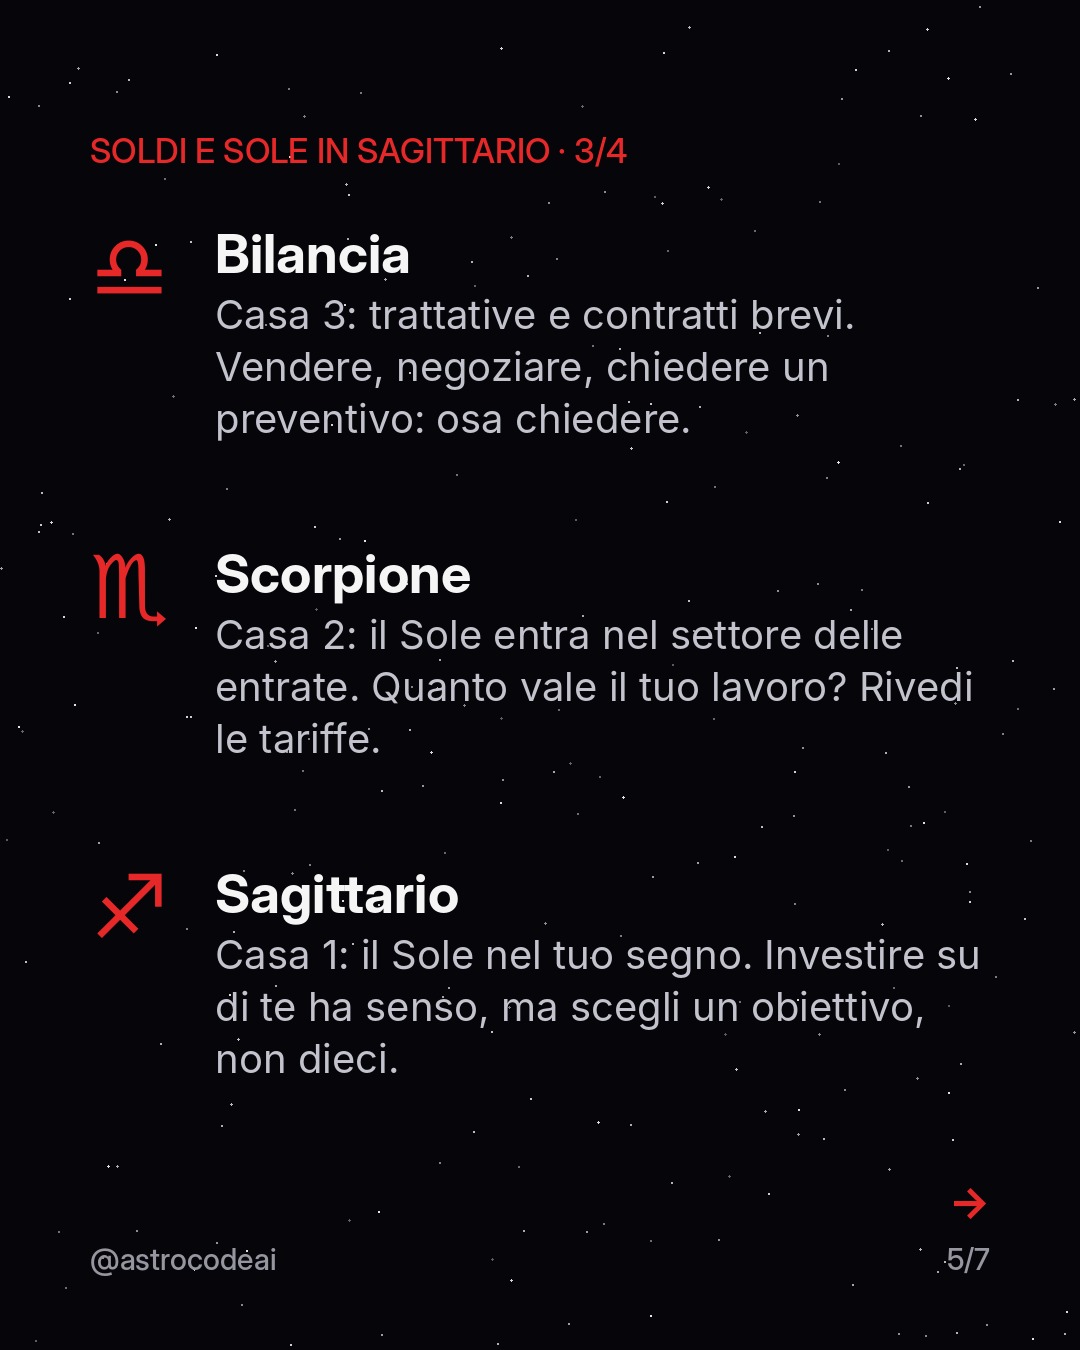 SOLDI E SOLE IN SAGITTARIO · 3/4
♎ Bilancia
Casa 3: trattative e contratti brevi.
Vendere, negoziare, chiedere un
preventivo: osa chiedere.
♏ Scorpione
Casa 2: il Sole entra nel settore delle
entrate. Quanto vale il tuo lavoro? Rivedi
le tariffe.
♐ Sagittario
Casa 1: il Sole nel tuo segno. Investire su
di te ha senso, ma scegli un obiettivo,
non dieci.
→
@astrocodeai
5/7